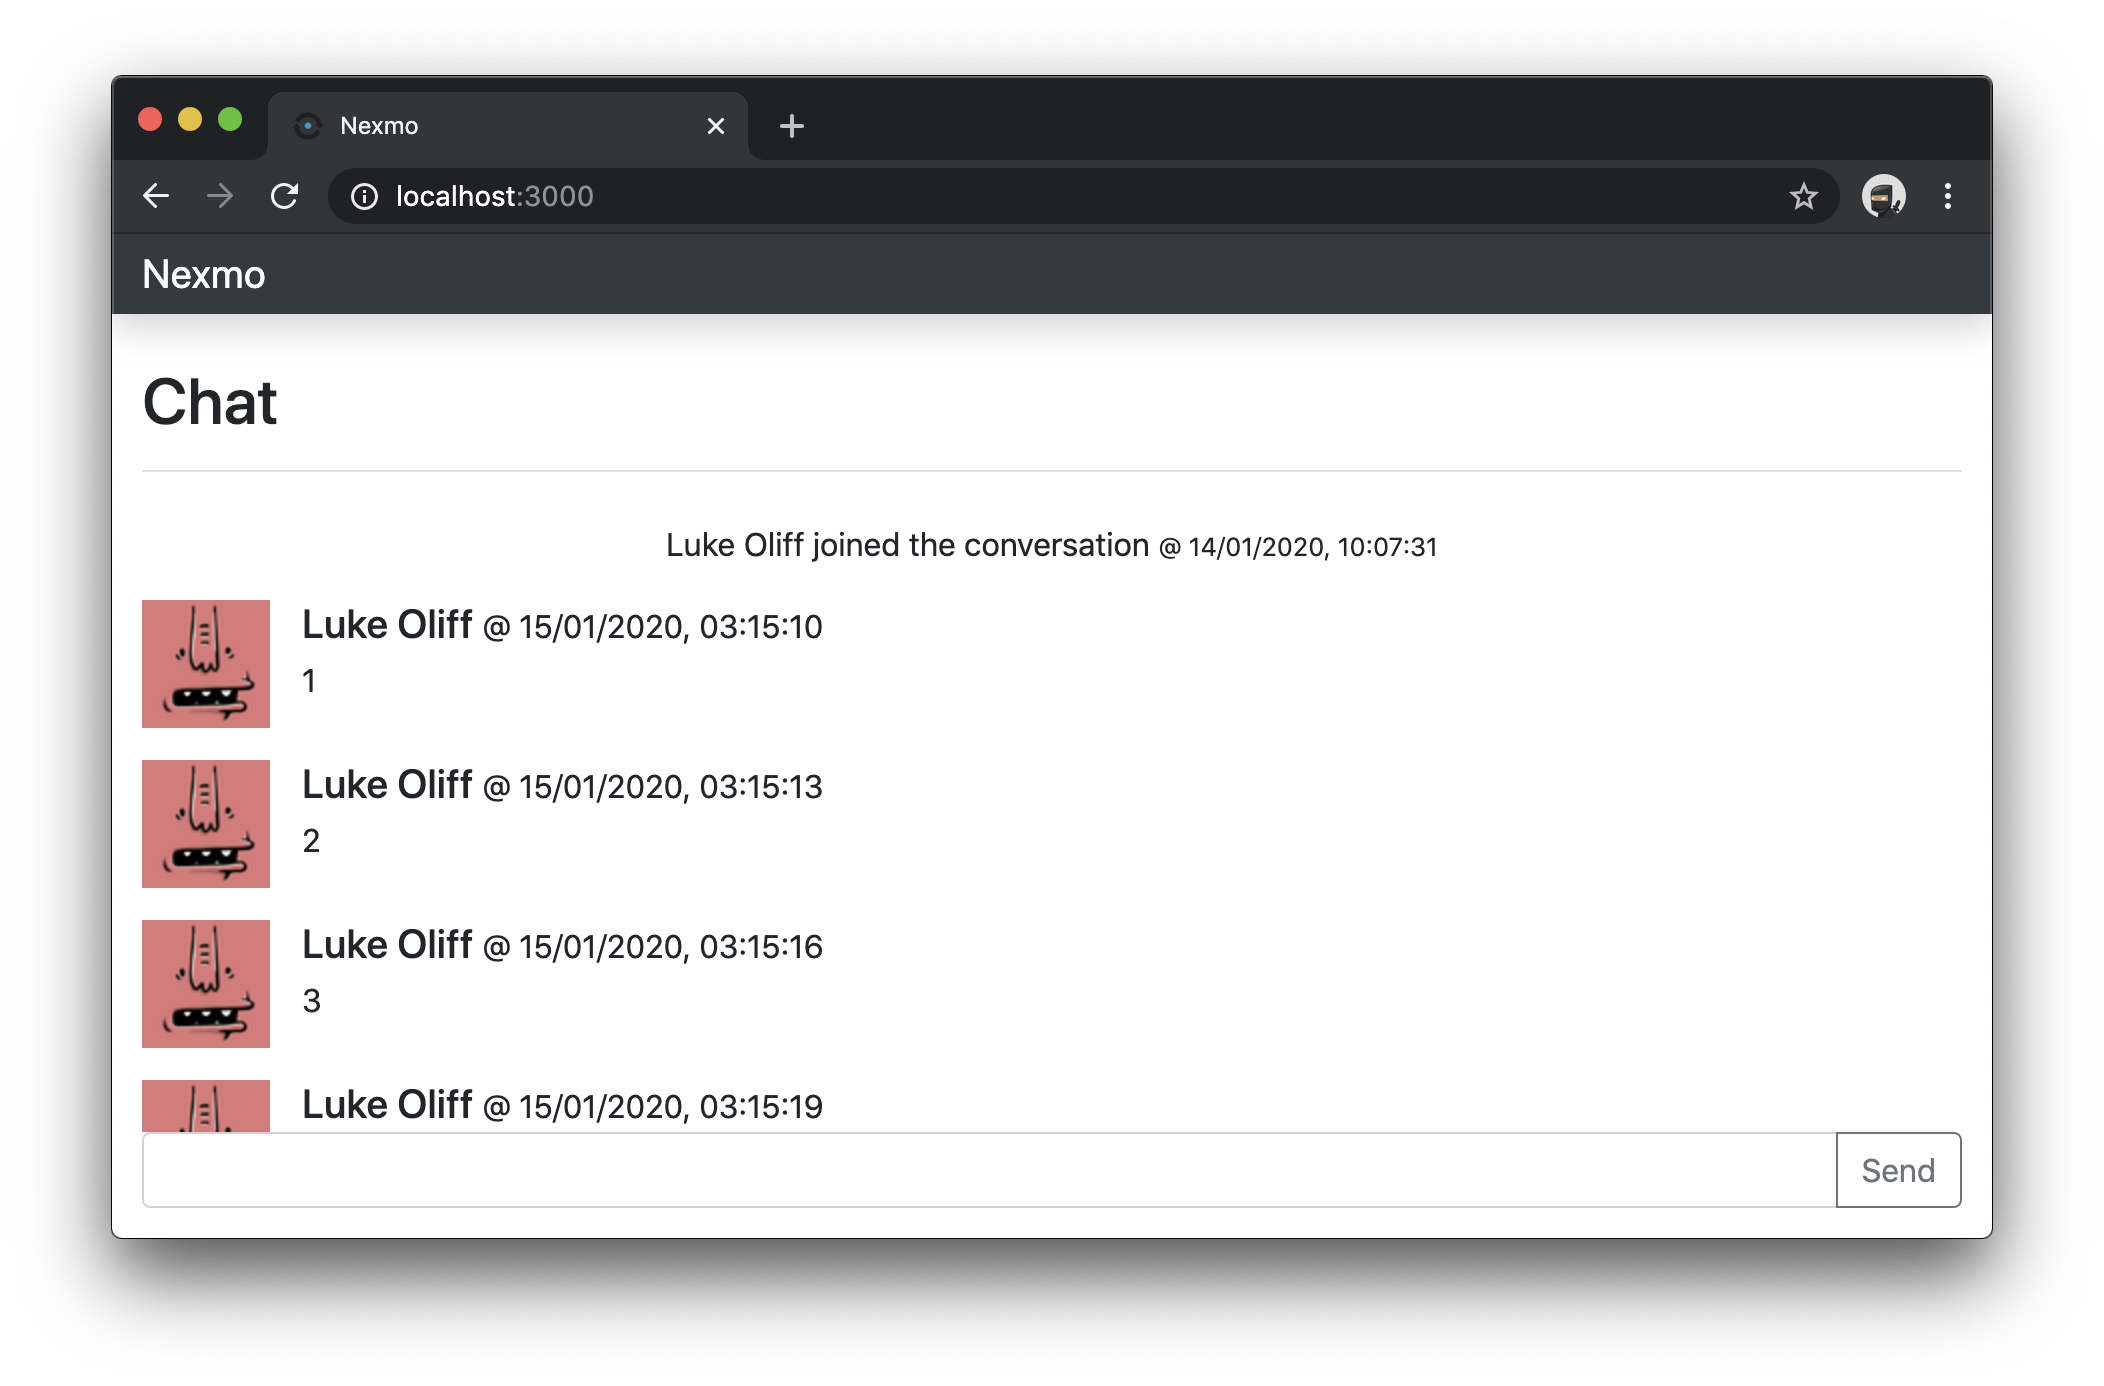 Nexmo
localhost:3000
Nexmo
Chat
Luke Oliff joined the conversation @ 14/01/2020, 10:07:31
Luke Oliff @ 15/01/2020, 03:15:10
1
Luke Oliff @ 15/01/2020, 03:15:13
2
Luke Oliff @ 15/01/2020, 03:15:16
3
Luke Oliff @ 15/01/2020, 03:15:19
Send